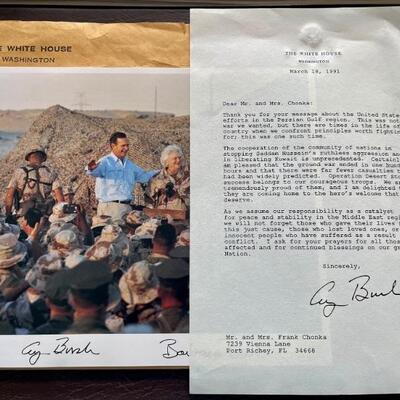 THE WHITE HOUSE
WASHINGTON
THE WHITE HOUSE
WASHINGTON
March 18, 1991
Dear Mr. and Mrs. Chonka:
Thank you for your message about the United States
efforts in the Persian Gulf region. This was not
war we wanted, but there are times in the life of
country when we confront principles worth fighting
for; this was one such time.
The cooperation of the community of nations in
stopping Saddam Hussein's ruthless aggression and
in liberating Kuwait is unprecedented. Certainly
am pleased that the ground war ended in one hundred
hours and that there were far fewer casualties
had been widely predicted. Operation Desert Storm
success belongs to our courageous troops. We are
tremendously proud of them, and I am delighted
they are coming home to the hero's welcome that
deserve.
As we assume our responsibility as a catalyst
for peace and stability in the Middle East region
we will not forget those who gave their lives
this just cause, those who lost loved ones, or
innocent people who have suffered as a result
conflict. I ask for your prayers for all those
affected and for continued blessings on our great
Nation.
Sincerely,
Gg Bush
Mr. and Mrs. Frank Chonka
7239 Vienna Lane
Port Richey, FL 34668
Gg Bush